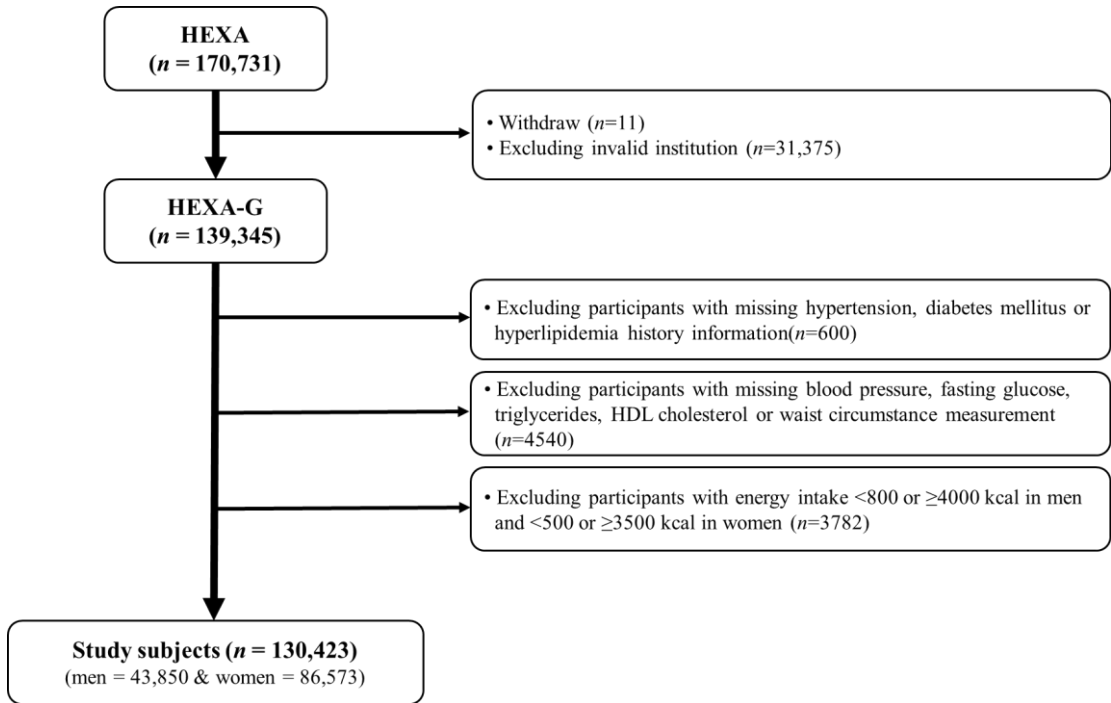 HEXA
(n = 170,731)
• Withdraw (n=11)
• Excluding invalid institution (n=31,375)
HEXA-G
(n = 139,345)
• Excluding participants with missing hypertension, diabetes mellitus or
hyperlipidemia history information(n=600)
• Excluding participants with missing blood pressure, fasting glucose,
triglycerides, HDL cholesterol or waist circumstance measurement
(n=4540)
• Excluding participants with energy intake <800 or ≥4000 kcal in men
and <500 or ≥3500 kcal in women (n=3782)
Study subjects (n = 130,423)
(men = 43,850 & women = 86,573)